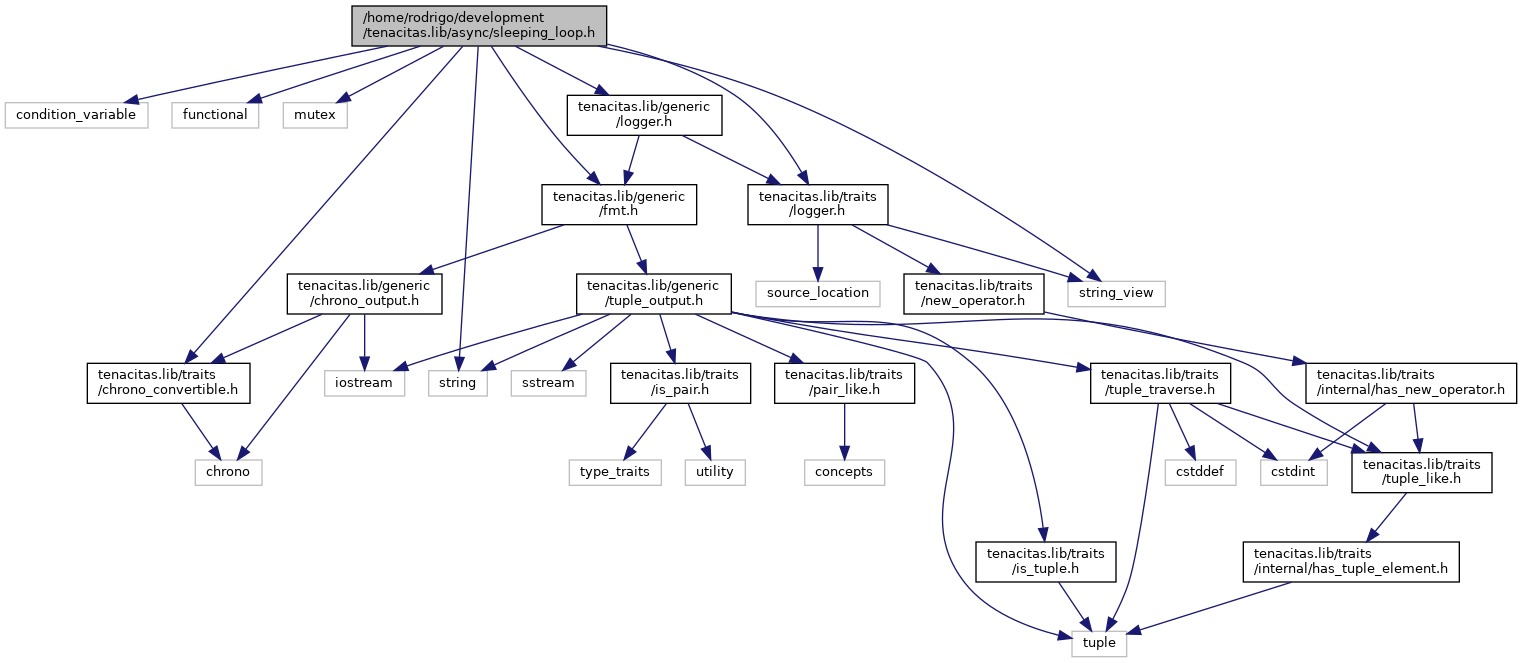 /home/rodrigo/development
/tenacitas.lib/async/sleeping_loop.h
condition_variable
functional
mutex
tenacitas.lib/generic
/logger.h
tenacitas.lib/generic
/fmt.h
tenacitas.lib/traits
/logger.h
tenacitas.lib/generic
/chrono_output.h
tenacitas.lib/generic
/tuple_output.h
source_location
tenacitas.lib/traits
/new_operator.h
string_view
tenacitas.lib/traits
/chrono_convertible.h
iostream
string
sstream
tenacitas.lib/traits
/is_pair.h
tenacitas.lib/traits
/pair_like.h
tenacitas.lib/traits
/tuple_traverse.h
tenacitas.lib/traits
/internal/has_new_operator.h
chrono
type_traits
utility
concepts
cstddef
cstdint
tenacitas.lib/traits
/tuple_like.h
tenacitas.lib/traits
/is_tuple.h
tenacitas.lib/traits
/internal/has_tuple_element.h
tuple